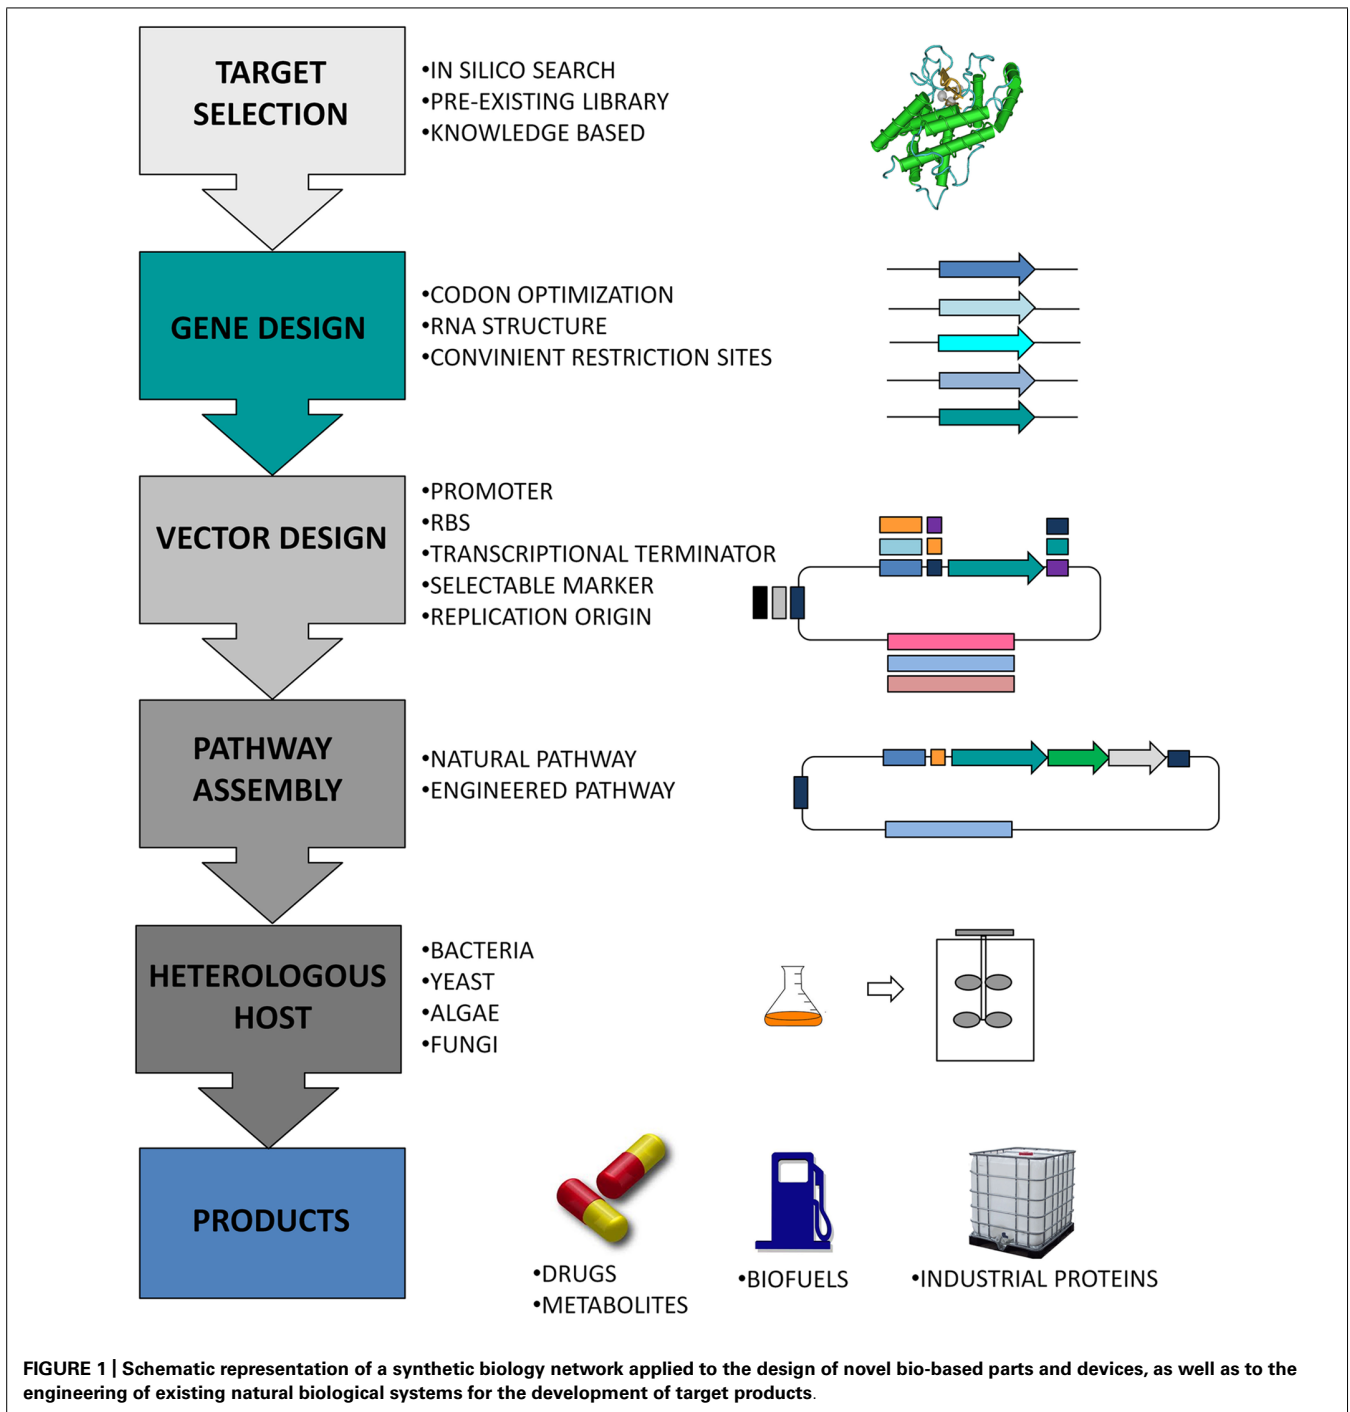 TARGET
SELECTION
•IN SILICO SEARCH
•PRE-EXISTING LIBRARY
•KNOWLEDGE BASED
GENE DESIGN
•CODON OPTIMIZATION
•RNA STRUCTURE
•CONVINIENT RESTRICTION SITES
VECTOR DESIGN
•PROMOTER
•RBS
•TRANSCRIPTIONAL TERMINATOR
•SELECTABLE MARKER
•REPLICATION ORIGIN
PATHWAY
ASSEMBLY
•NATURAL PATHWAY
•ENGINEERED PATHWAY
HETEROLOGOUS
HOST
•BACTERIA
•YEAST
•ALGAE
•FUNGI
PRODUCTS
•DRUGS
•METABOLITES
•BIOFUELS
•INDUSTRIAL PROTEINS
FIGURE 1 | Schematic representation of a synthetic biology network applied to the design of novel bio-based parts and devices, as well as to the
engineering of existing natural biological systems for the development of target products.